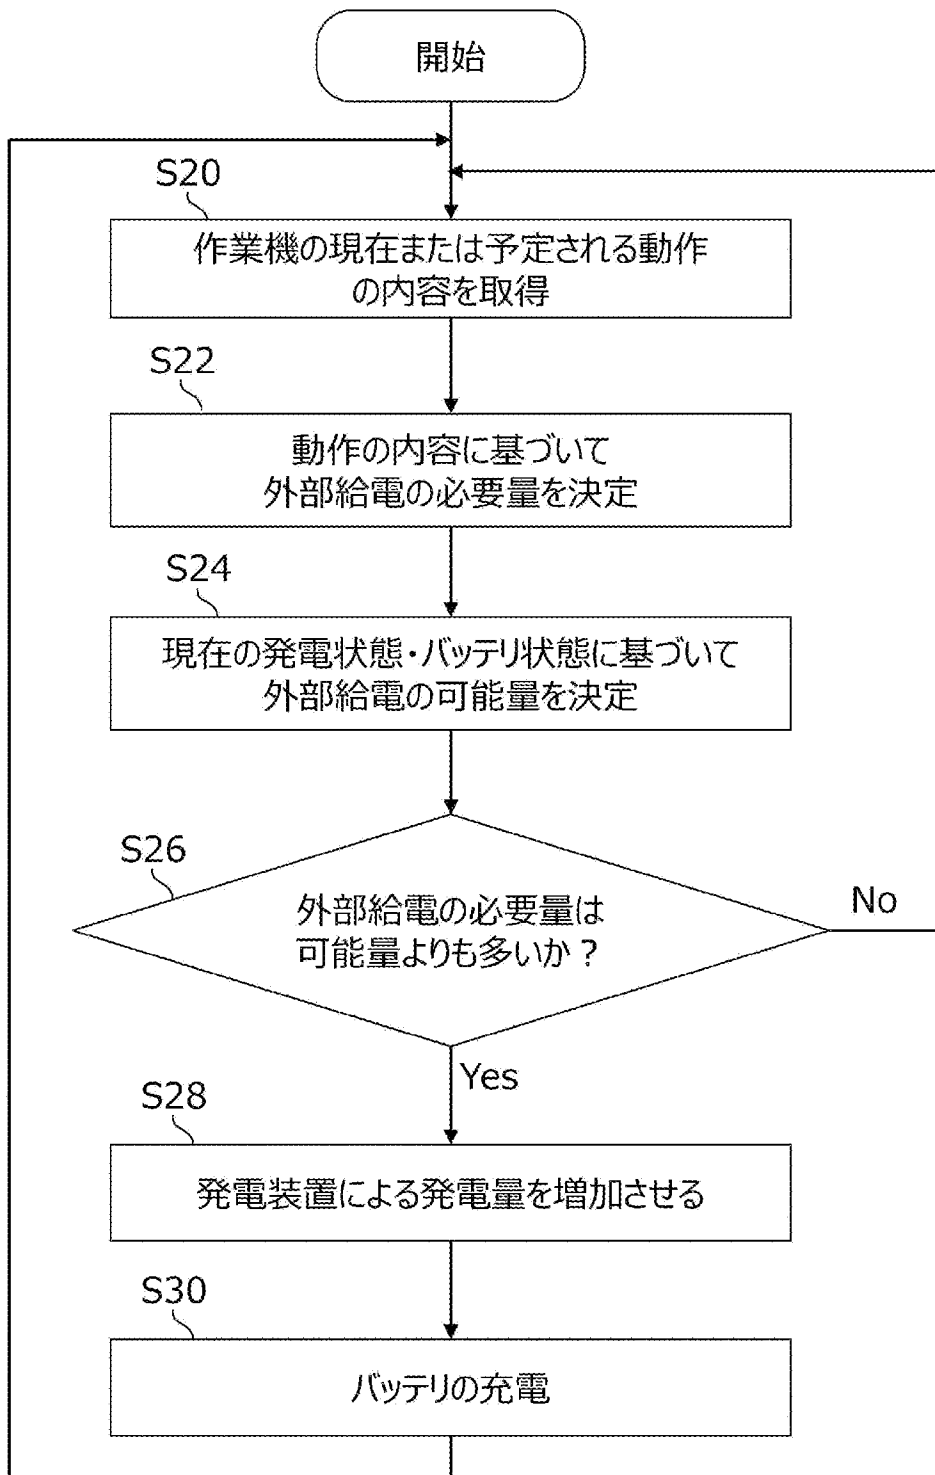 開始
S20
作業機の現在または予定される動作
の内容を取得
S22
動作の内容に基づいて
外部給電の必要量を決定
S24
現在の発電状態・バッテリ状態に基づいて
外部給電の可能量を決定
S26
外部給電の必要量は
可能量よりも多いか？
No
Yes
S28
発電装置による発電量を増加させる
S30
バッテリの充電